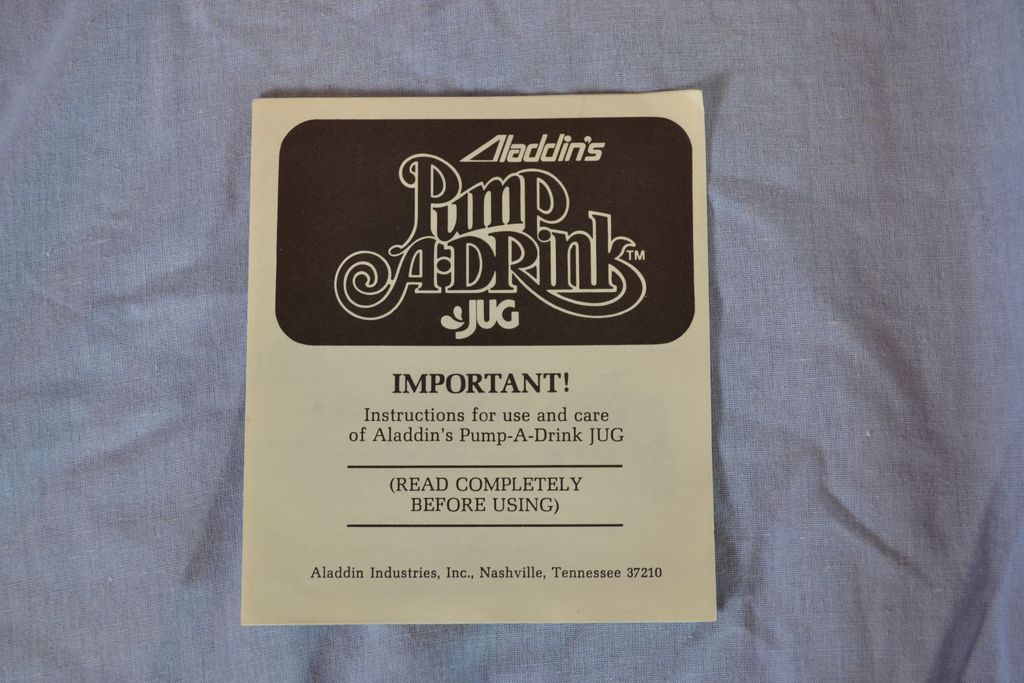 Aladdin's
Pump
A-DRink™
JUG
IMPORTANT!
Instructions for use and care
of Aladdin's Pump-A-Drink JUG
(READ COMPLETELY
BEFORE USING)
Aladdin Industries, Inc., Nashville, Tennessee 37210